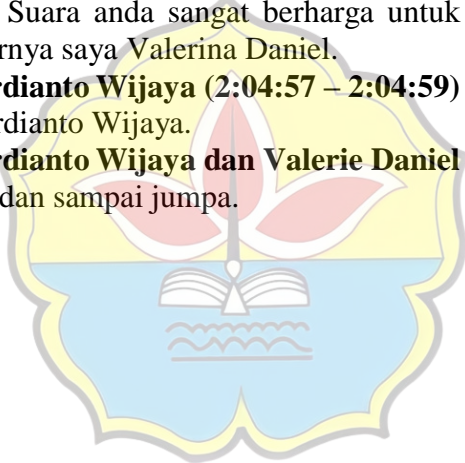 Suara anda sangat berharga untuk
rnya saya Valerina Daniel.
rdianto Wijaya (2:04:57 – 2:04:59)
rdianto Wijaya.
rdianto Wijaya dan Valerie Daniel
dan sampai jumpa.